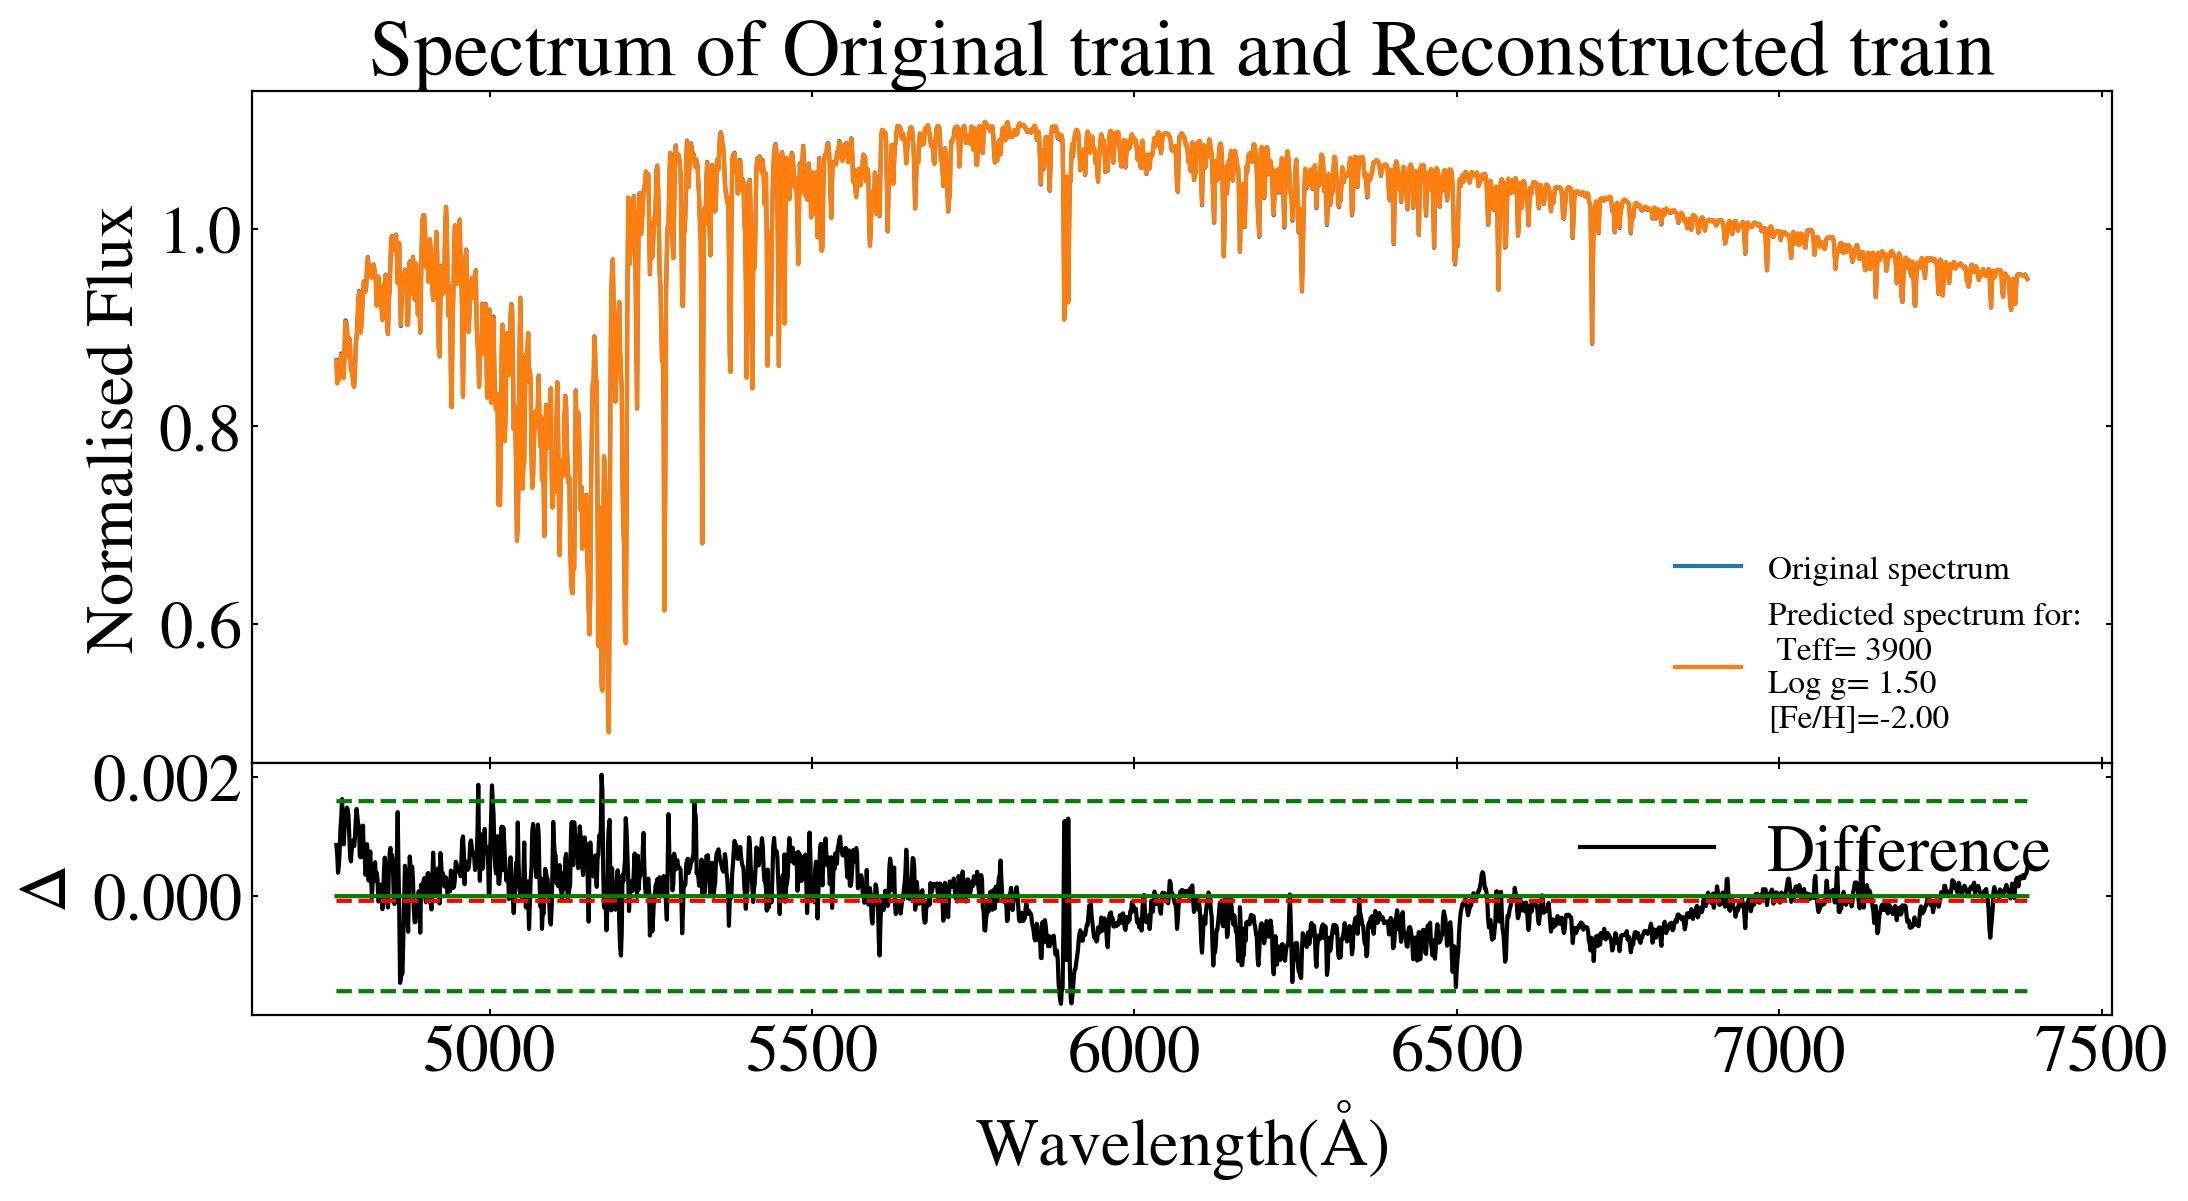 Spectrum of Original train and Reconstructed train
Normalised Flux
1.0
0.8
0.6
Original spectrum
Predicted spectrum for:
Teff= 3900
Log g= 1.50
[Fe/H]=-2.00
Δ
0.002
0.000
Difference
5000 5500 6000 6500 7000 7500
Wavelength(Å)